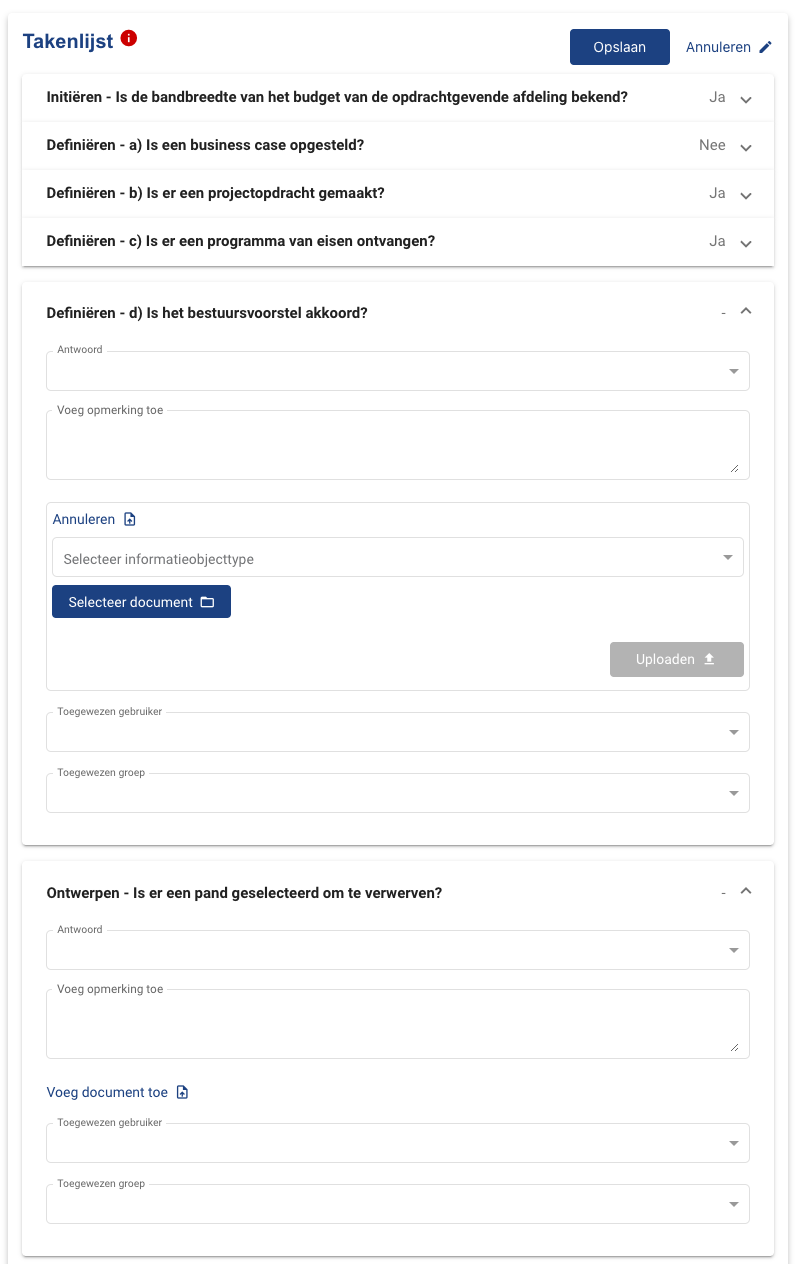 Takenlijst
Opslaan
Annuleren
Initiëren - Is de bandbreedte van het budget van de opdrachtgevende afdeling bekend? Ja
Definiëren - a) Is een business case opgesteld? Nee
Definiëren - b) Is er een projectopdracht gemaakt? Ja
Definiëren - c) Is er een programma van eisen ontvangen? Ja
Definiëren - d) Is het bestuursvoorstel akkoord? -
Antwoord
Voeg opmerking toe
Annuleren
Selecteer informatieobjecttype
Selecteer document
Uploaden
Toegewezen gebruiker
Toegewezen groep
Ontwerpen - Is er een pand geselecteerd om te verwerven? -
Antwoord
Voeg opmerking toe
Voeg document toe
Toegewezen gebruiker
Toegewezen groep